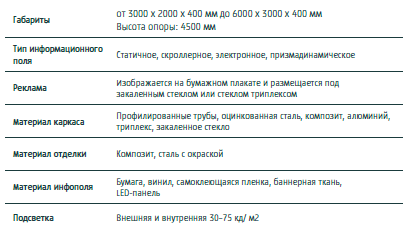 Габариты
от 3000 х 2000 х 400 мм до 6000 х 3000 х 400 мм
Высота опоры: 4500 мм
Тип информационного
поля
Статичное, скроллерное, электронное, призмадинамическое
Реклама
Изображается на бумажном плакате и размещается под
закаленным стеклом или стеклом триплексом
Материал каркаса
Профилированные трубы, оцинкованная сталь, композит, алюминий,
триплекс, закаленное стекло
Материал отделки
Композит, сталь с окраской
Материал инфополя
Бумага, винил, самоклеющаяся пленка, баннерная ткань,
LED-панель
Подсветка
Внешняя и внутренняя 30-75 кд/ м2